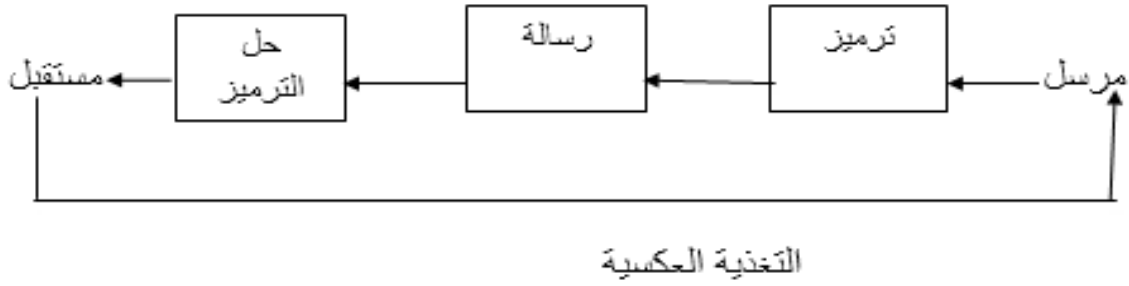 مرسل
ترميز
رسالة
حل
الترميز
مستقبل
التغذية العكسية